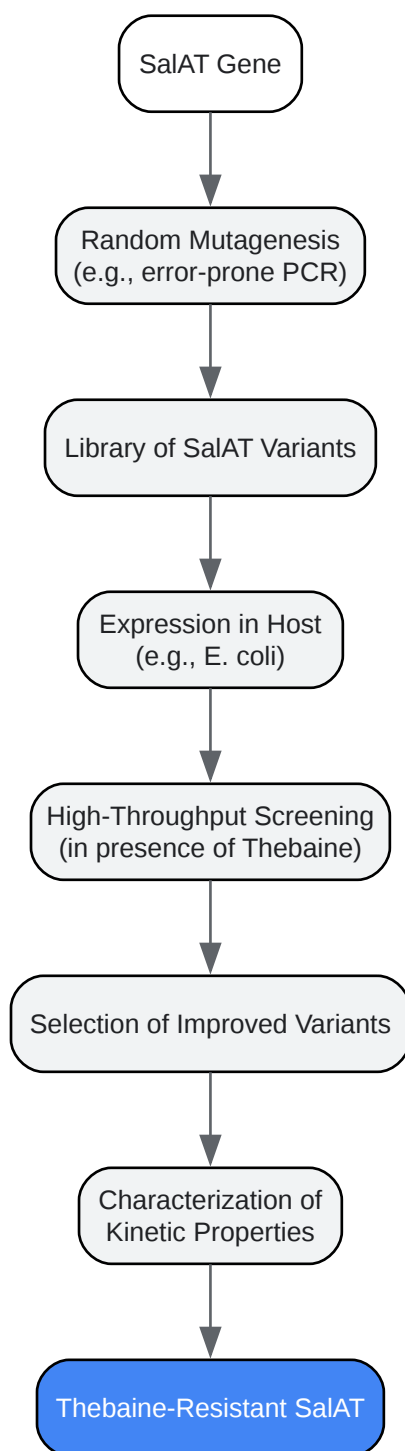 SalAT Gene
Random Mutagenesis
(e.g., error-prone PCR)
Library of SalAT Variants
Expression in Host
(e.g., E. coli)
High-Throughput Screening
(in presence of Thebaine)
Selection of Improved Variants
Characterization of
Kinetic Properties
Thebaine-Resistant SalAT